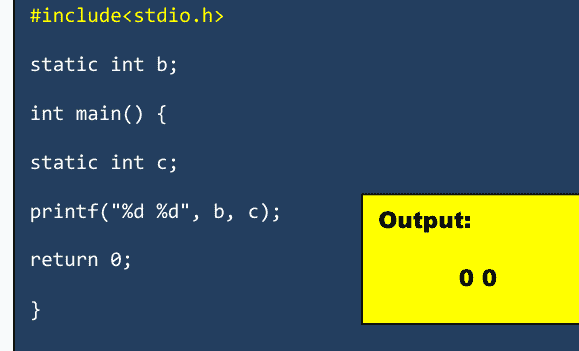 #include<stdio.h>
static int b;
int main() {
static int c;
printf("%d %d", b, c);
return 0;
}
Output:
0 0